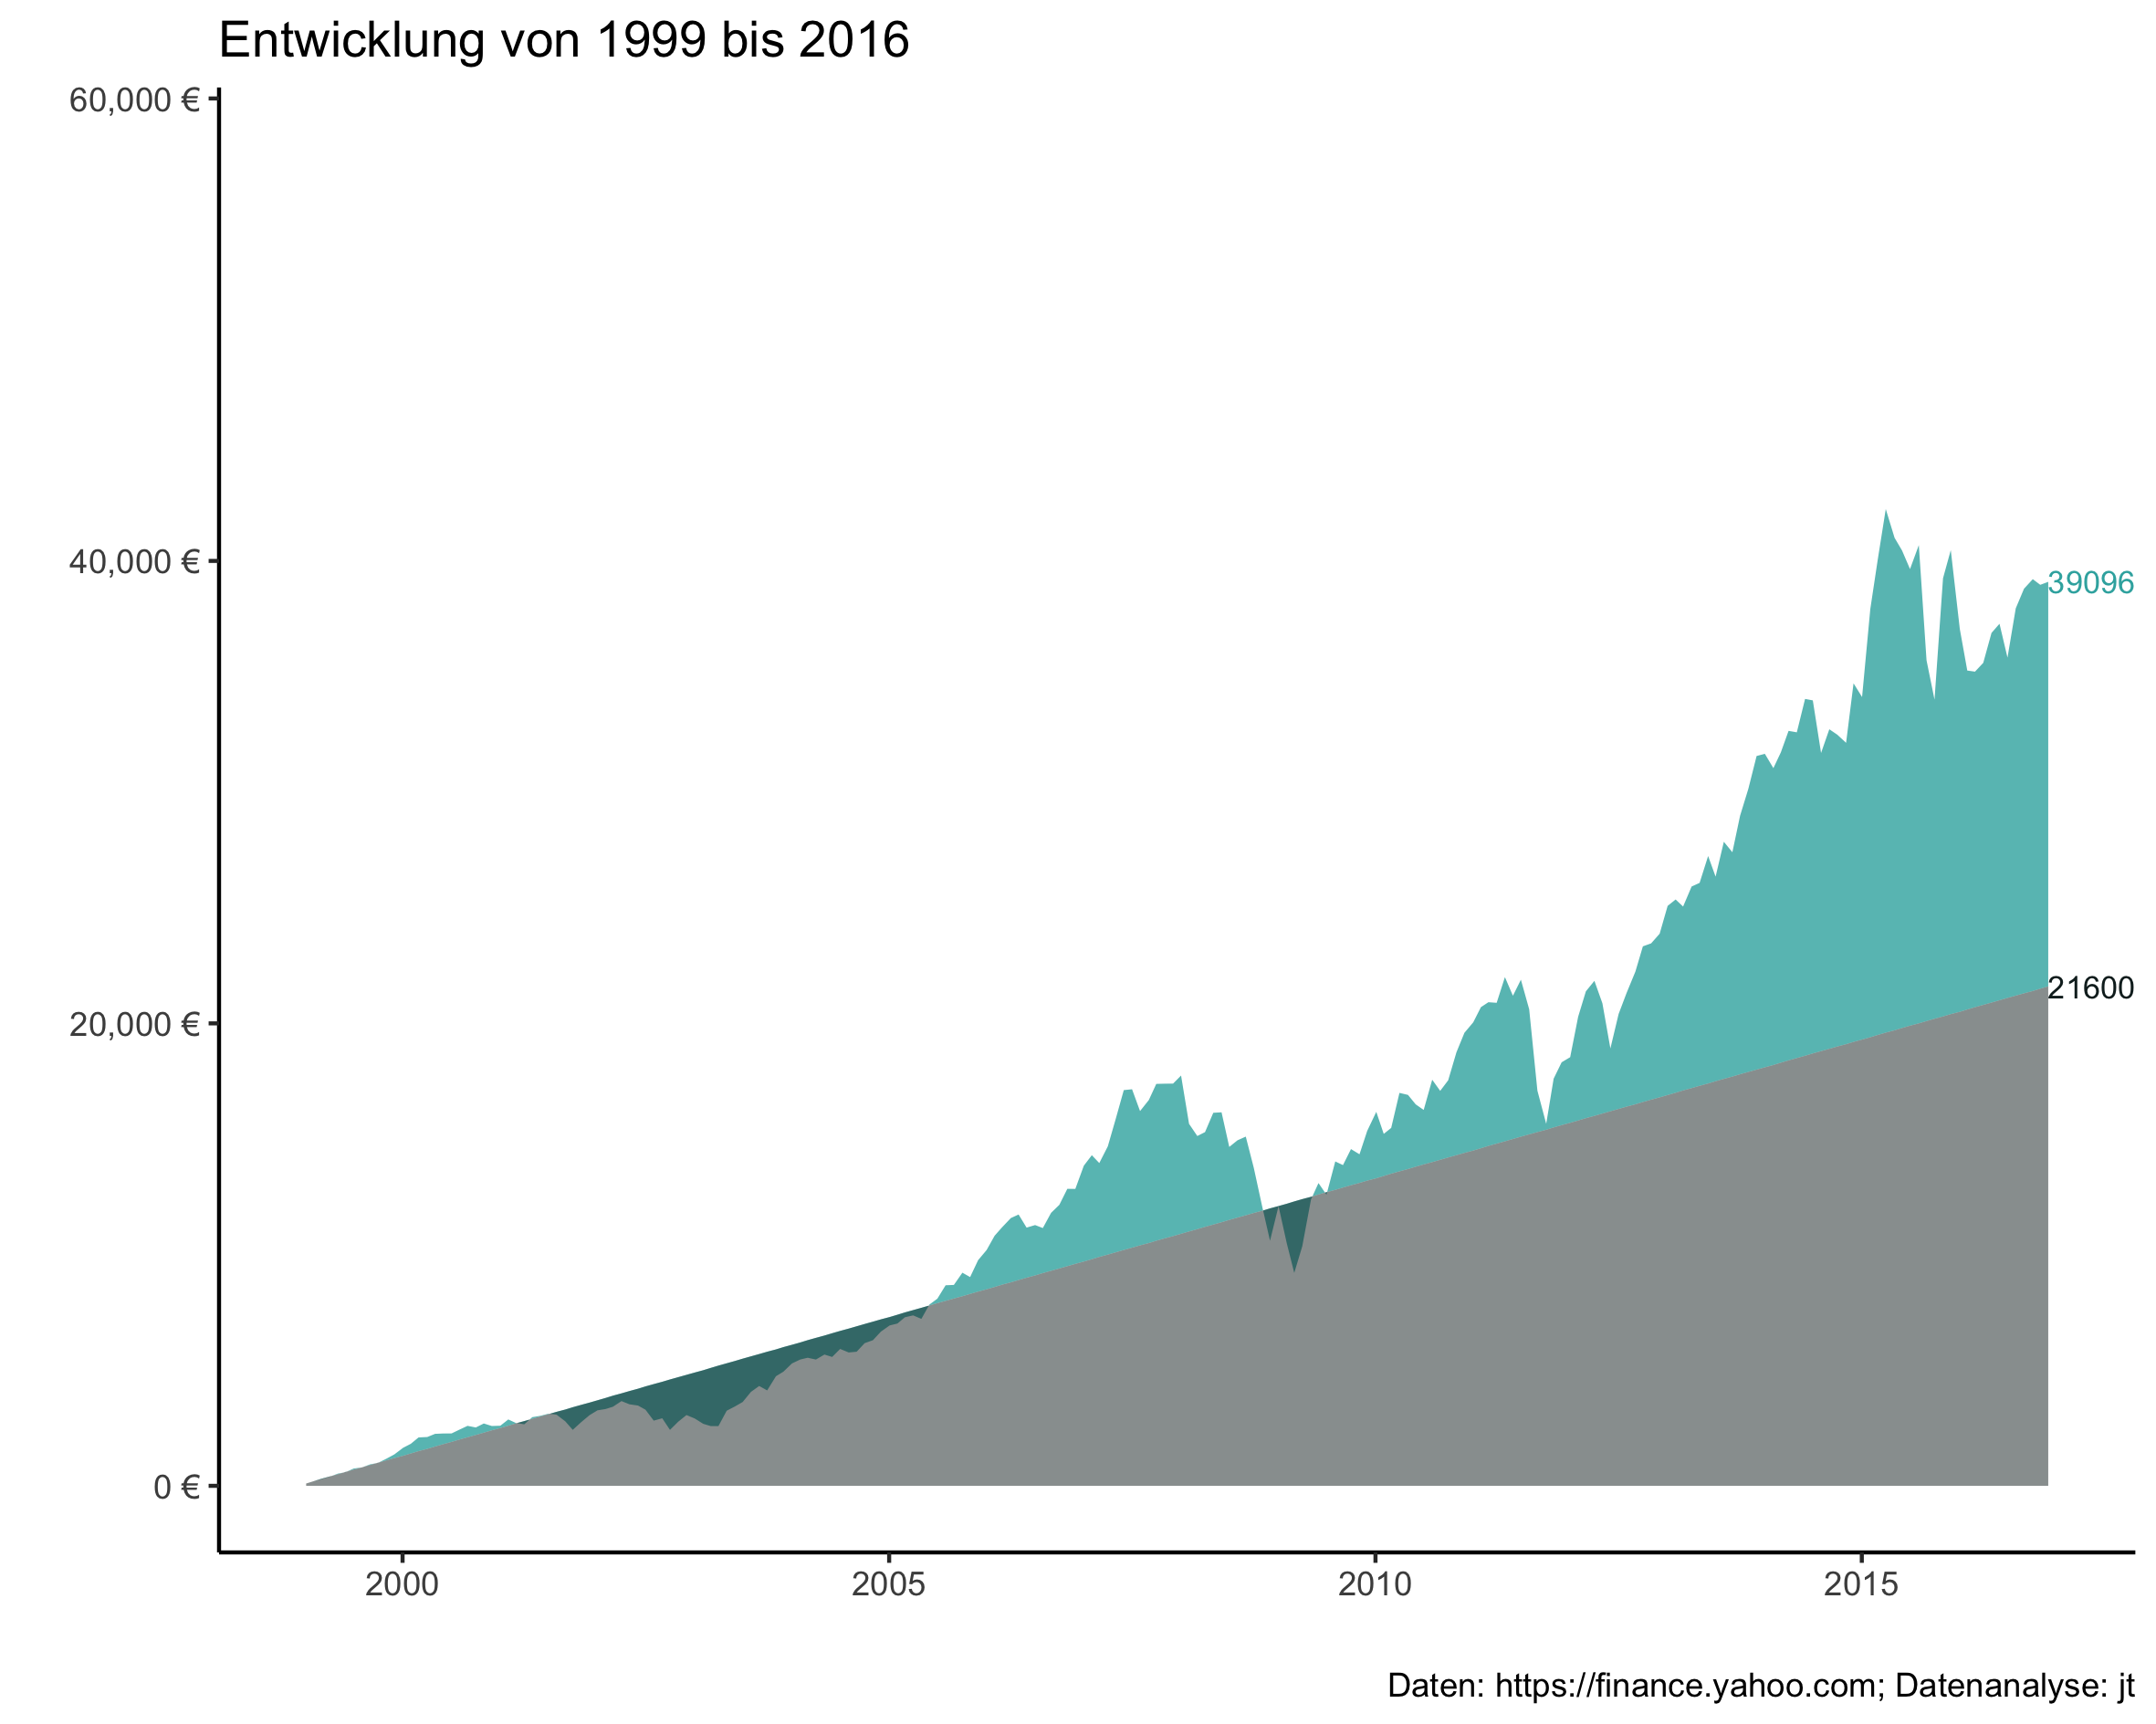 Entwicklung von 1999 bis 2016
60,000 €
40,000 €
39096
21600
20,000 €
0 €
2000 2005 2010 2015
Daten: https://finance.yahoo.com; Datenanalyse: jt